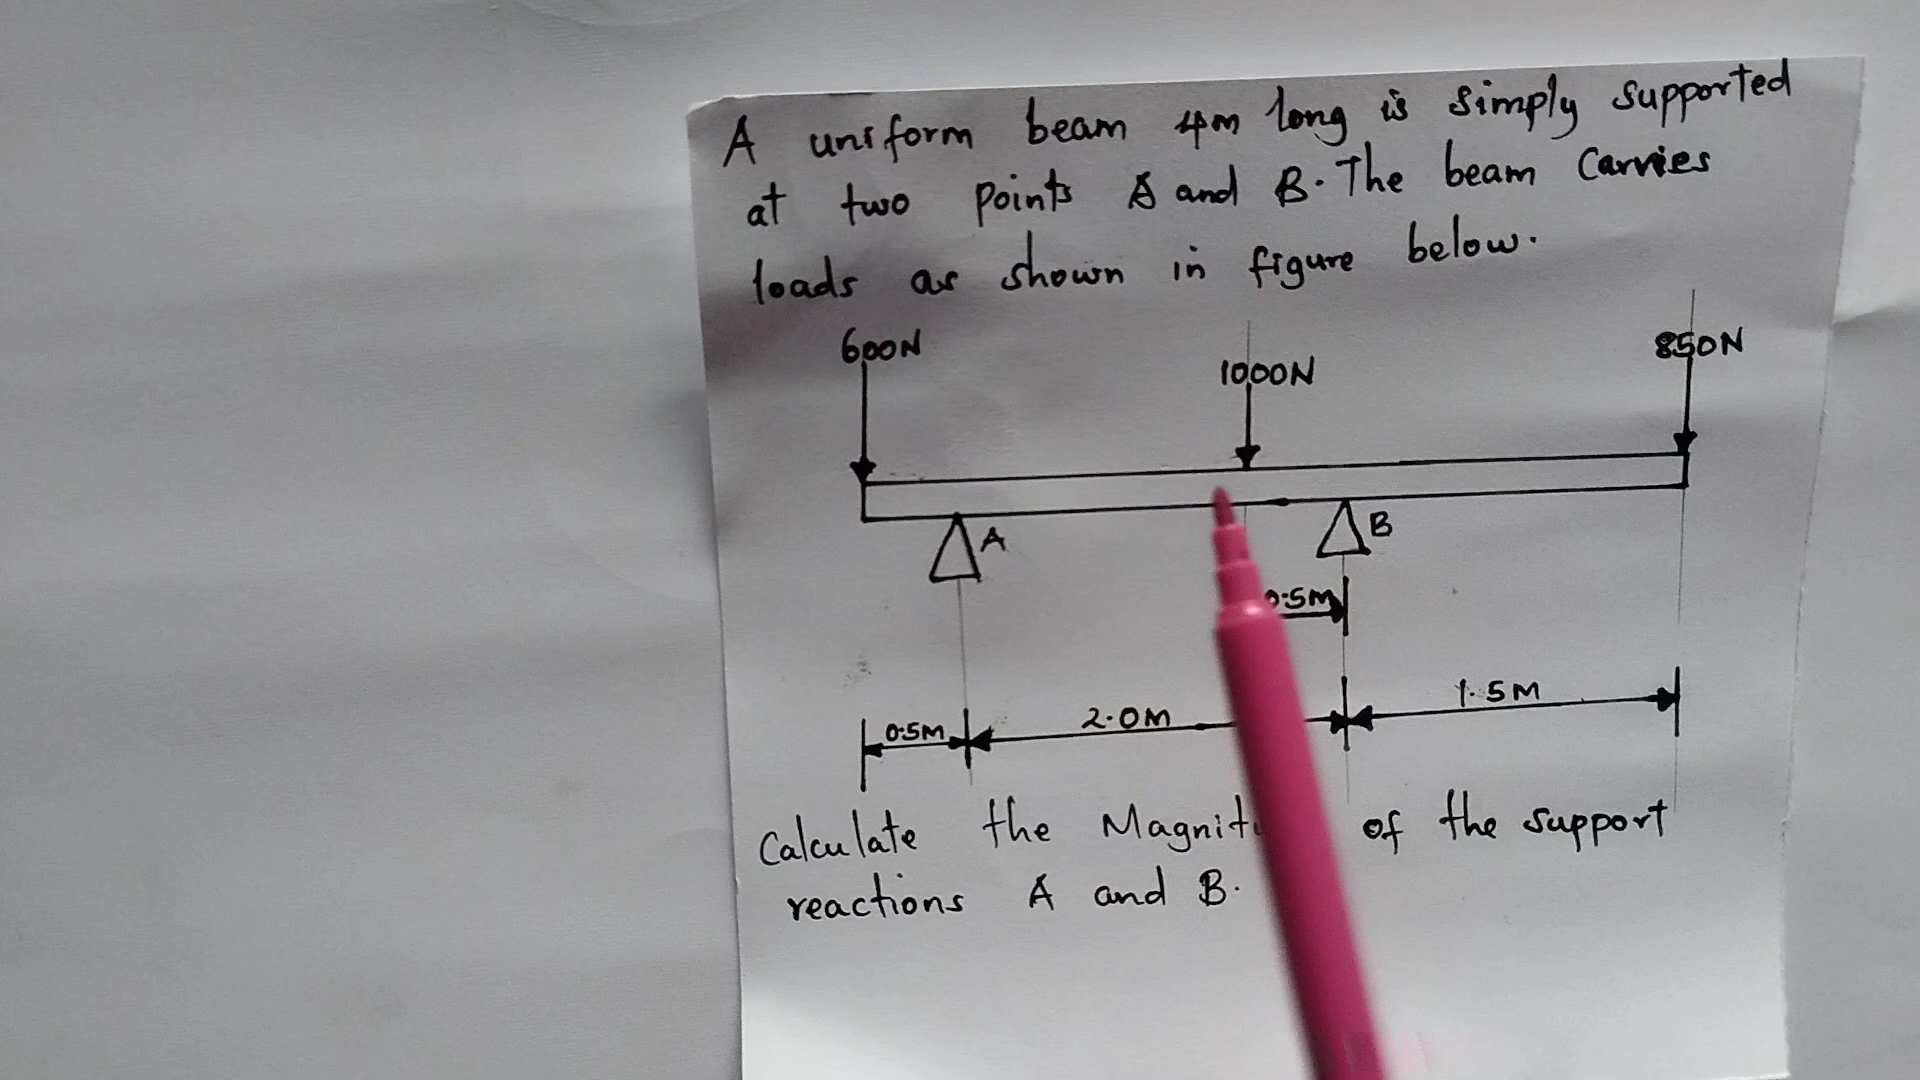 A uniform beam 4m long is simply supported
at two points A and B. The beam carries
loads as shown in figure below.
600N
1000N
850N
A
B
0.5M
0.5M
2.0M
1.5M
Calculate the of the support
reactions A and B.